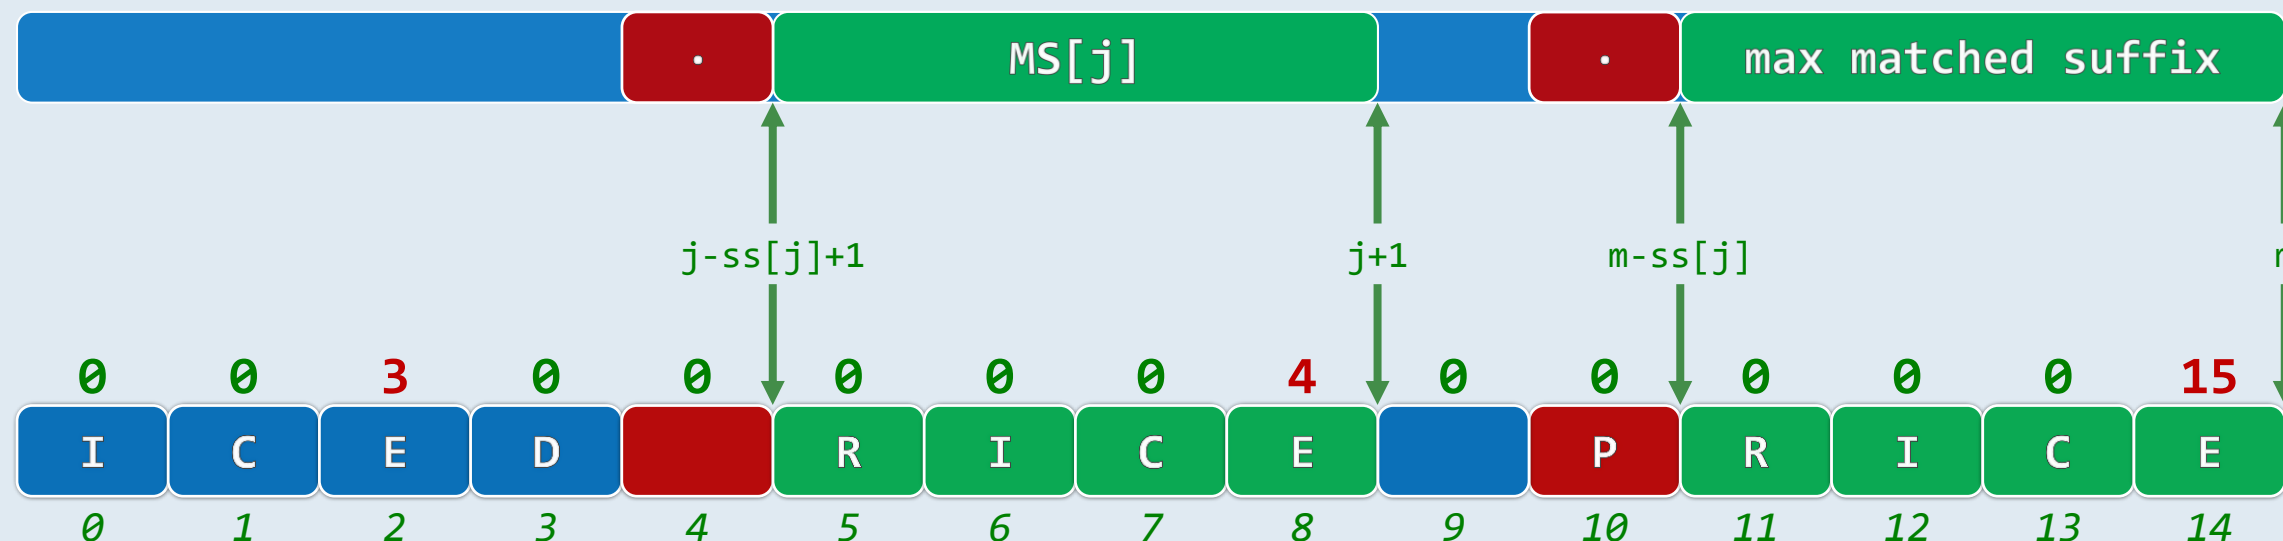 · MS[j] · max matched suffix
j-ss[j]+1 j+1 m-ss[j]
0 0 3 0 0 0 0 0 4 0 0 0 0 0 15
I C E D R I C E P R I C E
0 1 2 3 4 5 6 7 8 9 10 11 12 13 14